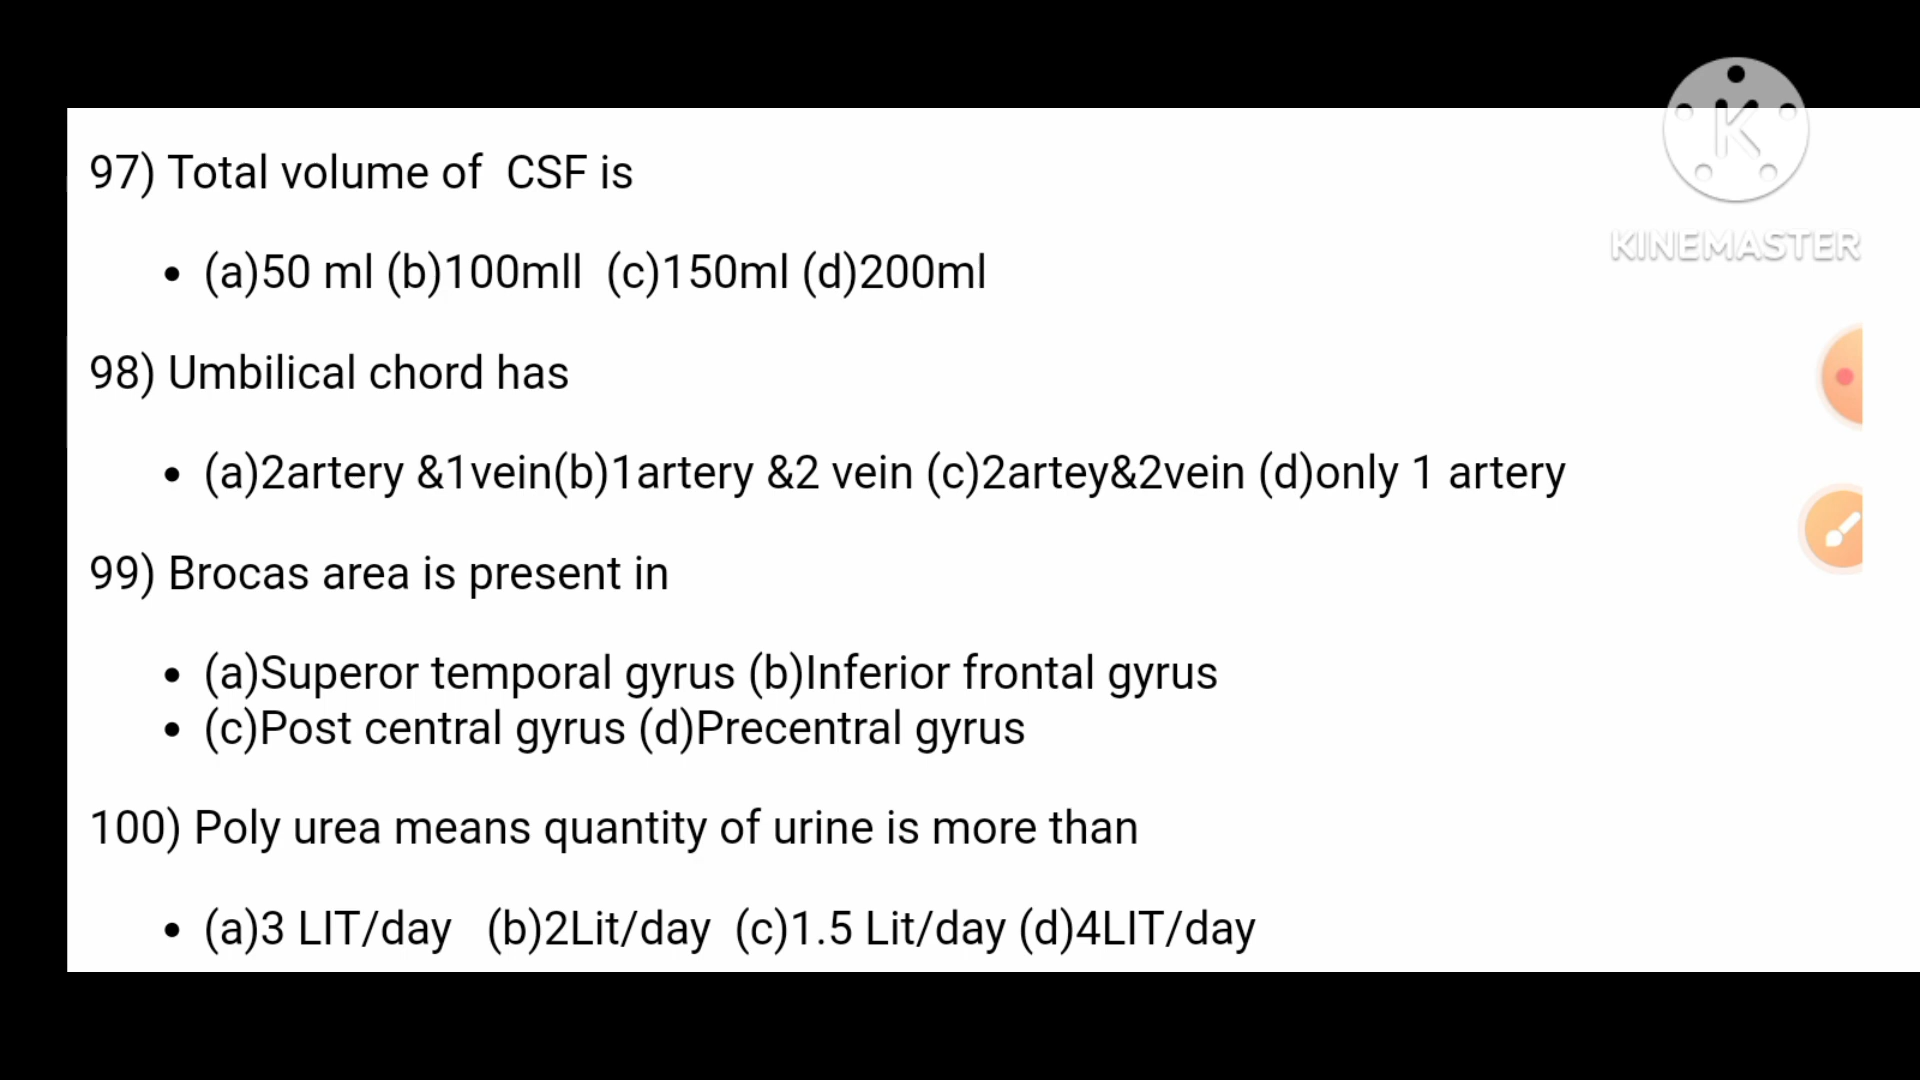 97) Total volume of CSF is
• (a)50 ml (b)100mll (c)150ml (d)200ml
98) Umbilical chord has
• (a)2artery &1vein(b)1artery &2 vein (c)2artey&2vein (d)only 1 artery
99) Brocas area is present in
• (a)Superor temporal gyrus (b)Inferior frontal gyrus
• (c)Post central gyrus (d)Precentral gyrus
100) Poly urea means quantity of urine is more than
• (a)3 LIT/day (b)2Lit/day (c)1.5 Lit/day (d)4LIT/day
K
KINEMASTER